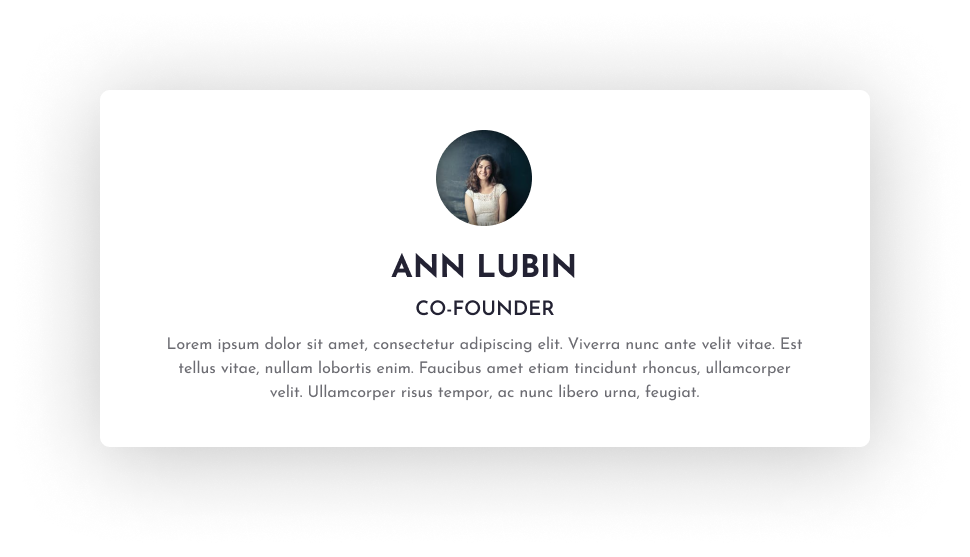 ANN LUBIN
CO-FOUNDER
Lorem ipsum dolor sit amet, consectetur adipiscing elit. Viverra nunc ante velit vitae. Est
tellus vitae, nullam lobortis enim. Faucibus amet etiam tincidunt rhoncus, ullamcorper
velit. Ullamcorper risus tempor, ac nunc libero urna, feugiat.